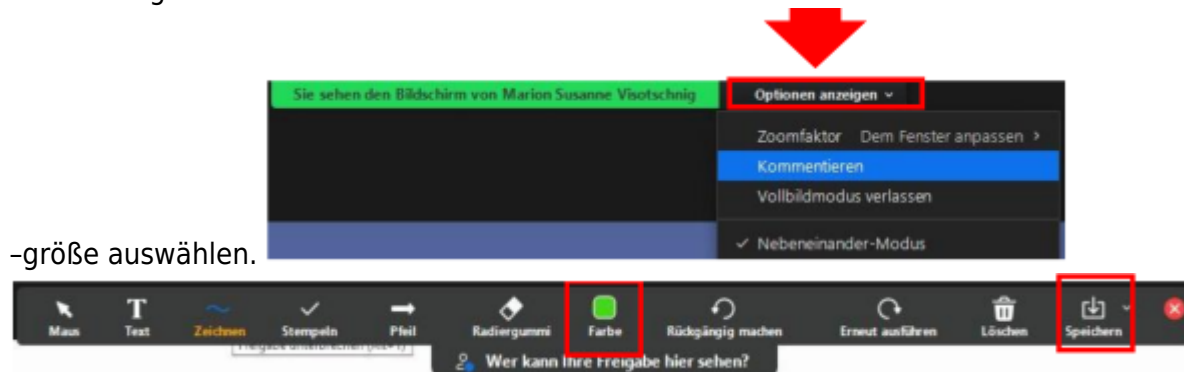 Sie sehen den Bildschirm von Marion Susanne Visotschnig Optionen anzeigen
Zoomfaktor Dem Fenster anpassen >
Kommentieren
Vollbildmodus verlassen
✓ Nebeneinander-Modus
–größe auswählen.
Maus Text Zeichnen Stempeln Pfeil Radiergummi Farbe Rückgängig machen Erneut ausführen Löschen Speichern
Wer kann Ihre Freigabe hier sehen?